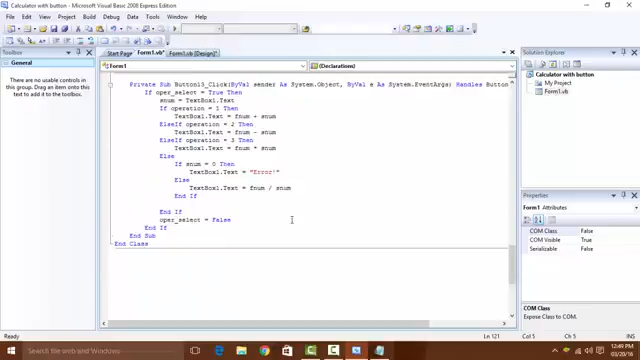 Calculator with button - Microsoft Visual Basic 2008 Express Edition
File Edit View Project Build Debug Data Tools Window Help
Toolbox
General
There are no usable controls in
this group. Drag an item onto this
text to add it to the toolbox.
Start Page Form1.vb* Form1.vb [Design]*
Form1
(Declarations)
Private Sub Button13_Click(ByVal sender As System.Object, ByVal e As System.EventArgs) Handles Button
If oper_select = True Then
snum = TextBox1.Text
If operation = 1 Then
TextBox1.Text = fnum + snum
ElseIf operation = 2 Then
TextBox1.Text = fnum - snum
ElseIf operation = 3 Then
TextBox1.Text = fnum * snum
Else
If snum = 0 Then
TextBox1.Text = "Error!"
Else
TextBox1.Text = fnum / snum
End If
End If
oper_select = False
End If
End Sub
End Class
Solution Explorer
Calculator with button
My Project
Form1.vb
Properties
Form1 Attributes
COM Class False
COM Visible True
Serializable False
COM Class
Expose Class to COM.
Ready
Ln 121 Col 5 Ch 5 INS
Search the web and Windows
12:49 PM
03/20/16